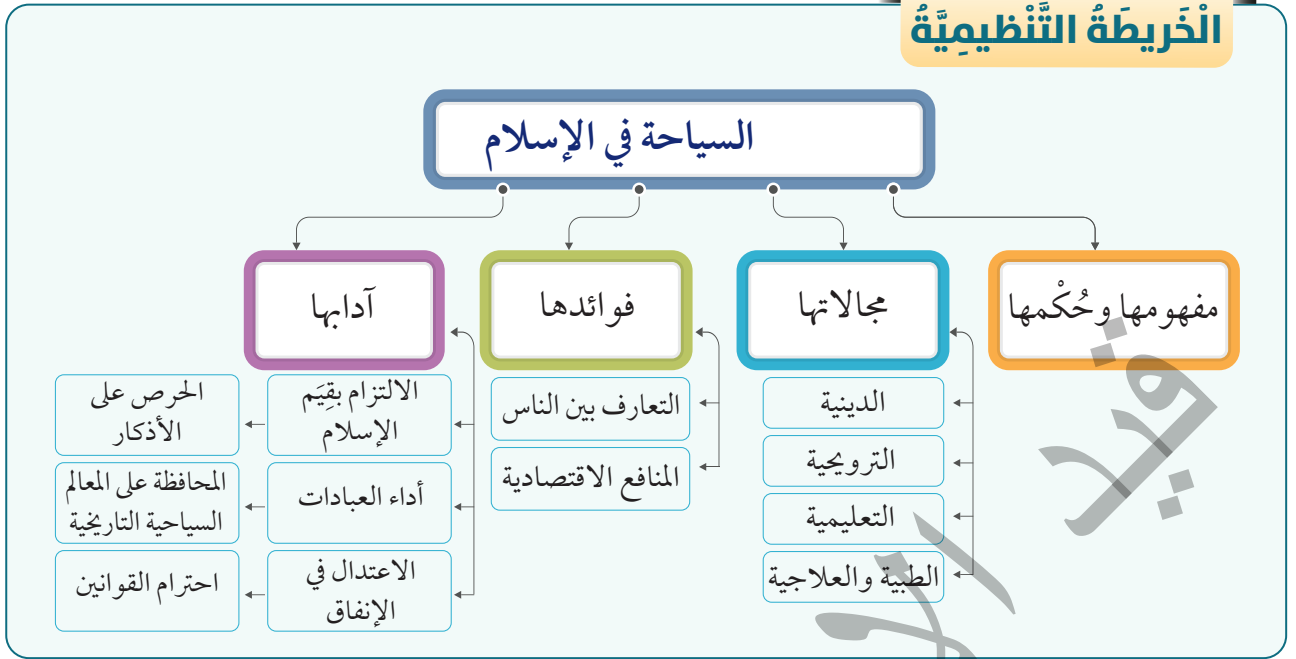 الْخَرِيطَةُ التَّنْظيمِيَّةُ
السياحة في الإسلام
مفهومها وحُكْمها
مجالاتها
فوائدها
آدابها
الدينية
الترويحية
التعليمية
الطبية والعلاجية
التعارف بين الناس
المنافع الاقتصادية
الالتزام بقِيَم
الإسلام
أداء العبادات
الاعتدال في
الإنفاق
الحرص على
الأذكار
المحافظة على المعالم
السياحية التاريخية
احترام القوانين
قيد